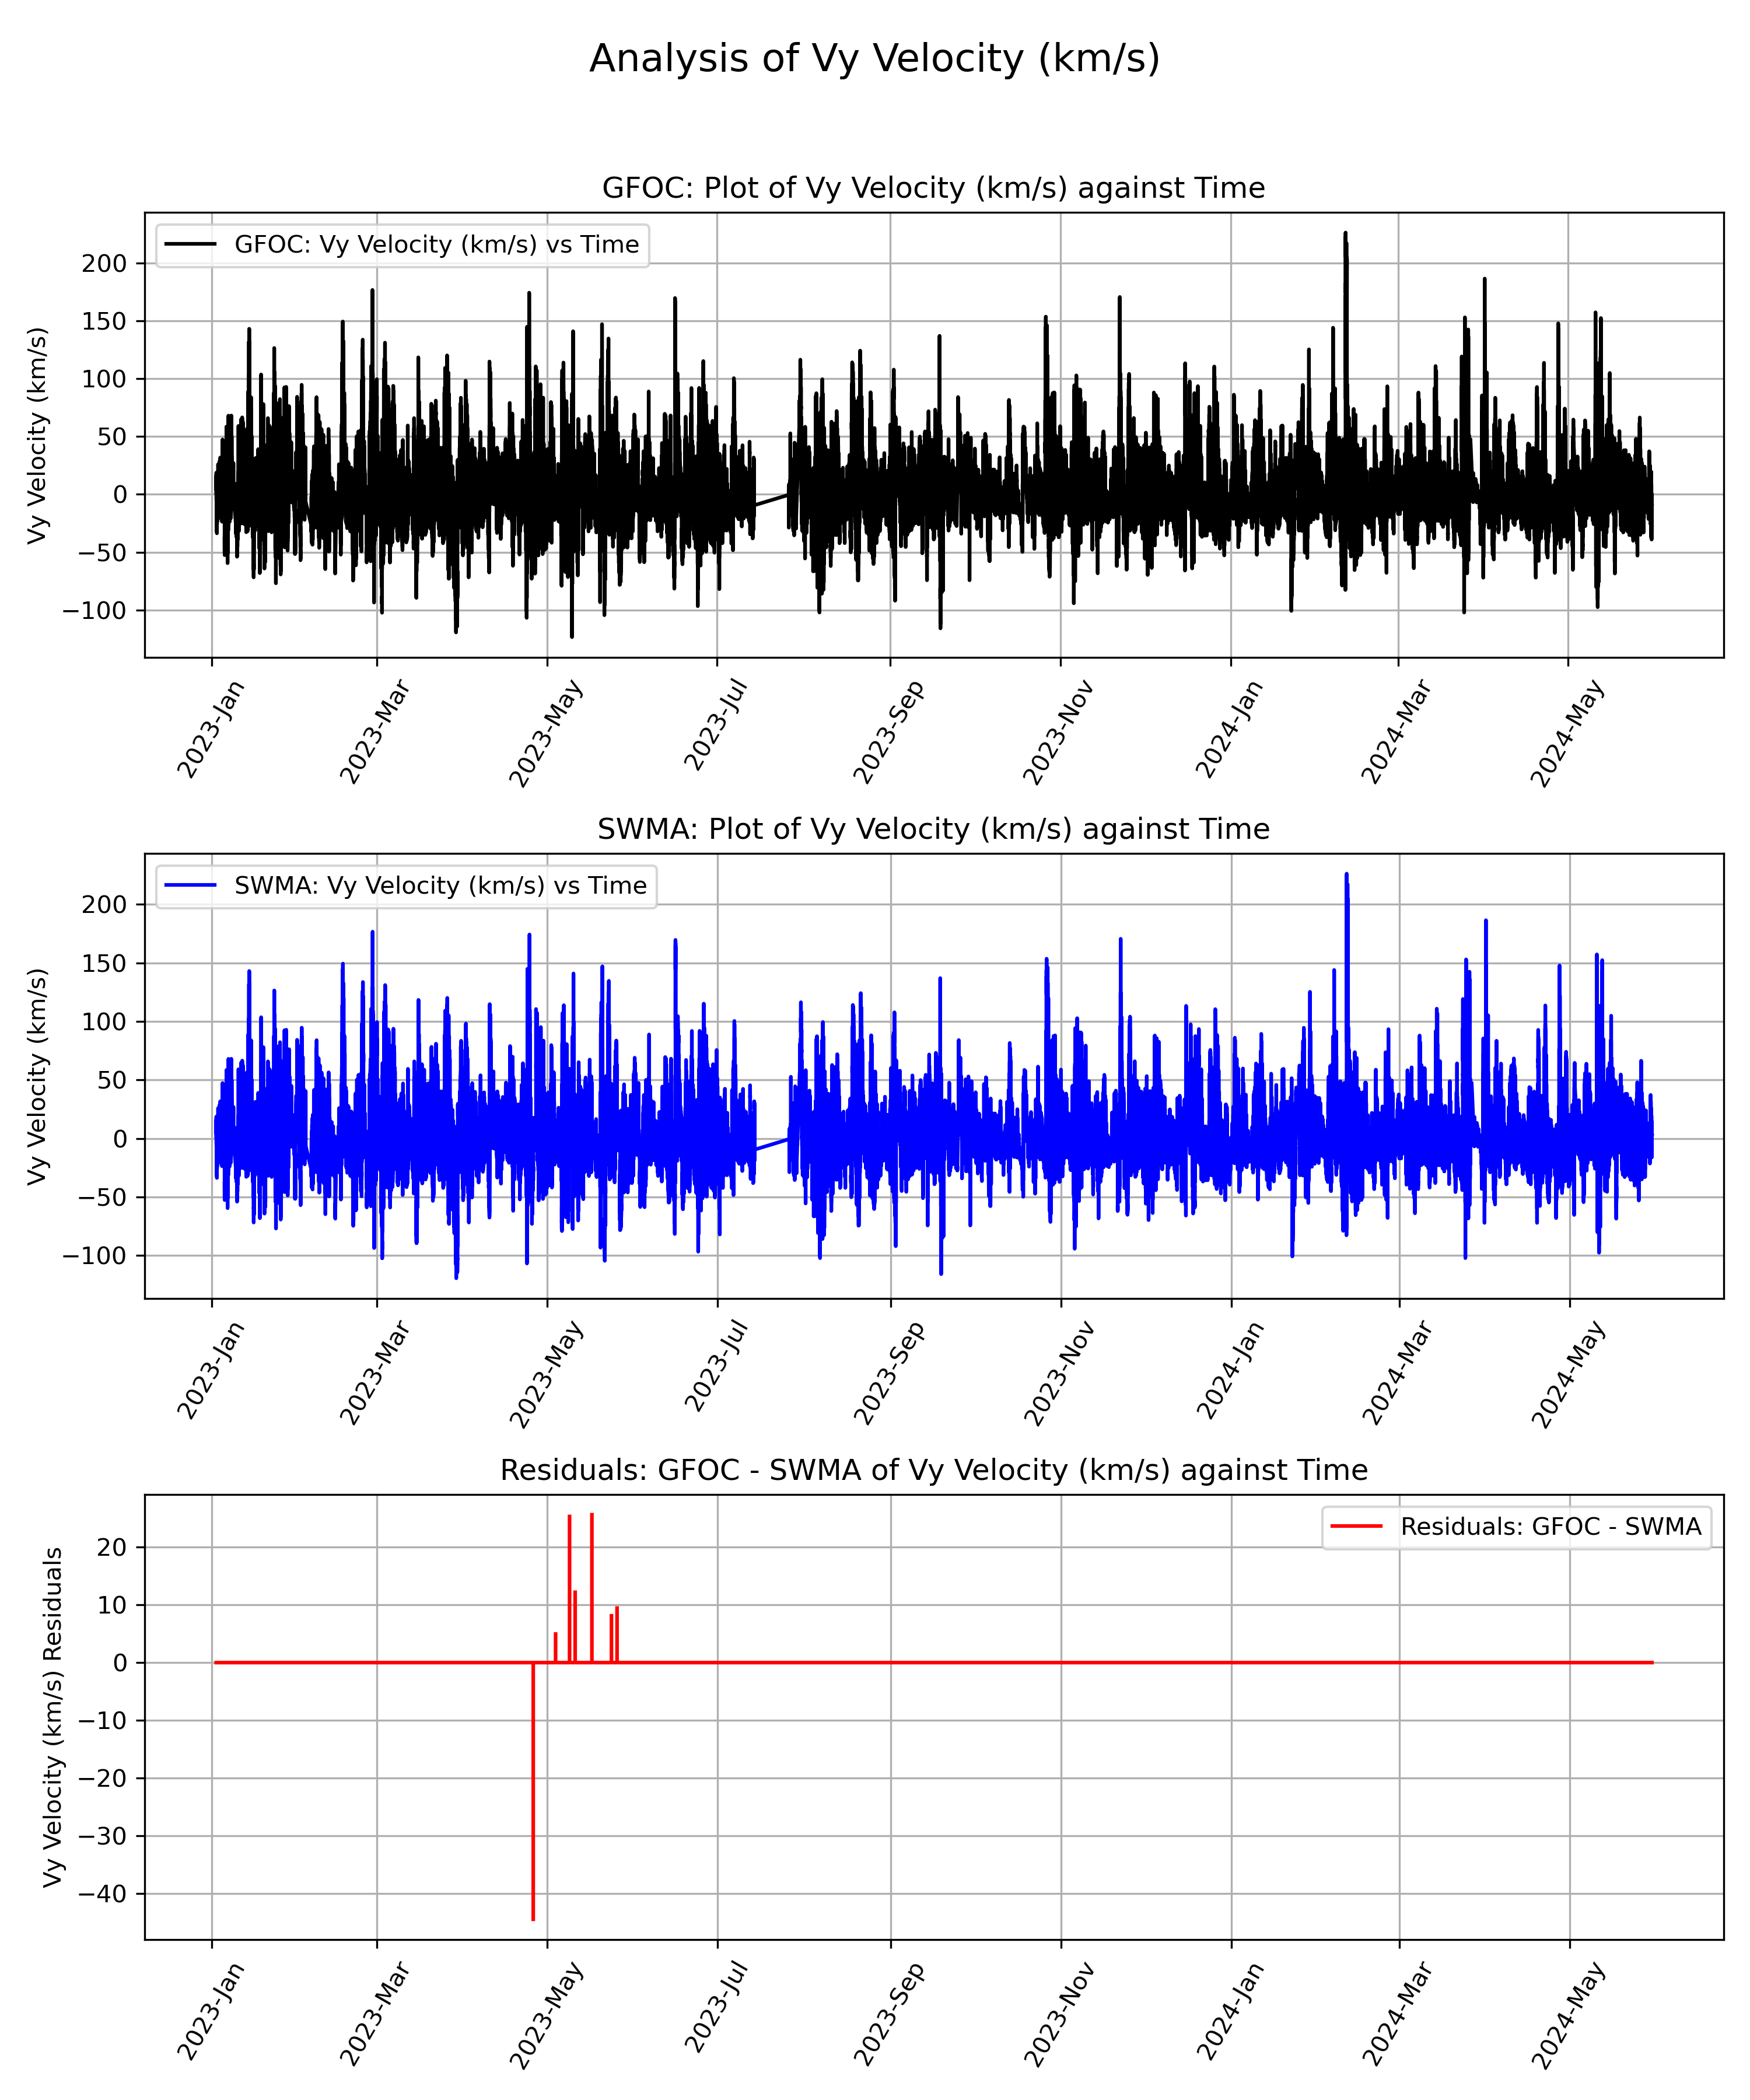 Analysis of Vy Velocity (km/s)
GFOC: Plot of Vy Velocity (km/s) against Time
GFOC: Vy Velocity (km/s) vs Time
Vy Velocity (km/s)
200
150
100
50
0
−50
−100
2023-Jan
2023-Mar
2023-May
2023-Jul
2023-Sep
2023-Nov
2024-Jan
2024-Mar
2024-May
SWMA: Plot of Vy Velocity (km/s) against Time
SWMA: Vy Velocity (km/s) vs Time
Vy Velocity (km/s)
200
150
100
50
0
−50
−100
2023-Jan
2023-Mar
2023-May
2023-Jul
2023-Sep
2023-Nov
2024-Jan
2024-Mar
2024-May
Residuals: GFOC - SWMA of Vy Velocity (km/s) against Time
Residuals: GFOC - SWMA
Vy Velocity (km/s) Residuals
20
10
0
−10
−20
−30
−40
2023-Jan
2023-Mar
2023-May
2023-Jul
2023-Sep
2023-Nov
2024-Jan
2024-Mar
2024-May